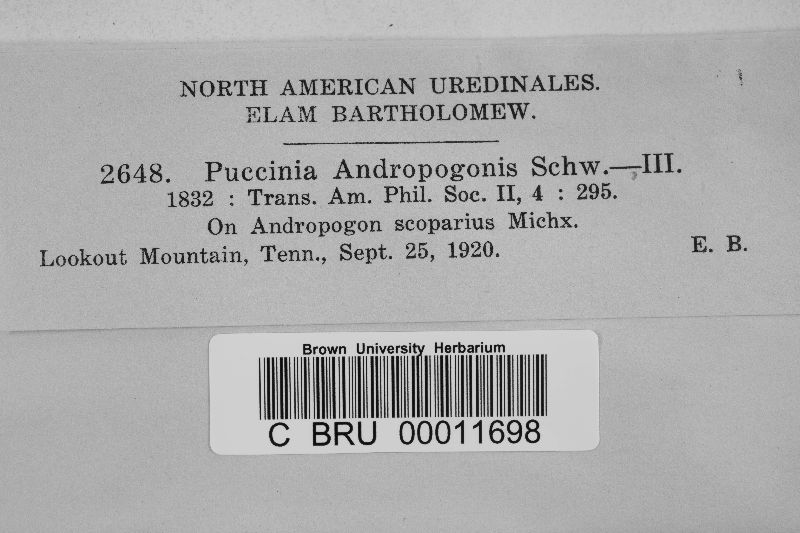 NORTH AMERICAN UREDINALES.
ELAM BARTHOLOMEW.
2648. Puccinia Andropogonis Schw.—III.
1832 : Trans. Am. Phil. Soc. II, 4 : 295.
On Andropogon scoparius Michx.
Lookout Mountain, Tenn., Sept. 25, 1920. E. B.
Brown University Herbarium
C BRU 00011698